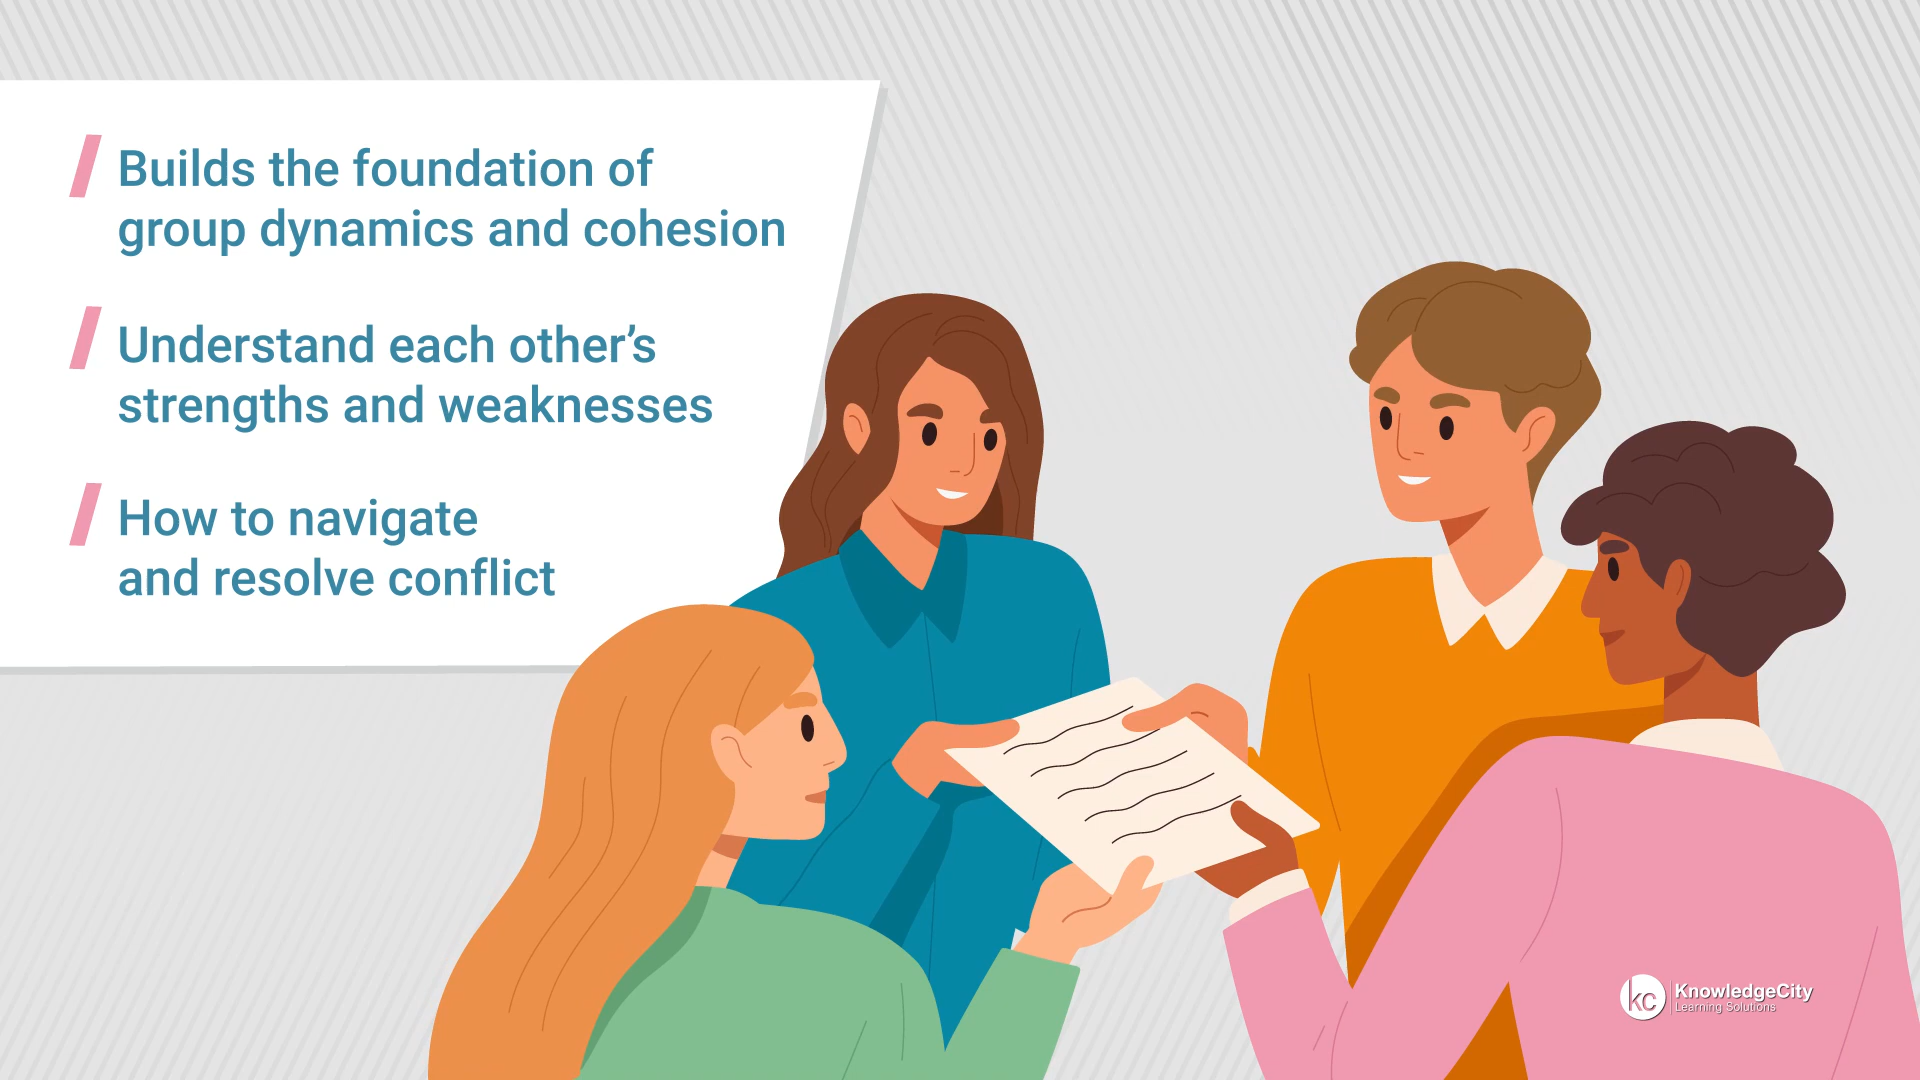 Builds the foundation of
group dynamics and cohesion
Understand each other’s
strengths and weaknesses
How to navigate
and resolve conflict
kc KnowledgeCity
Learning Solutions